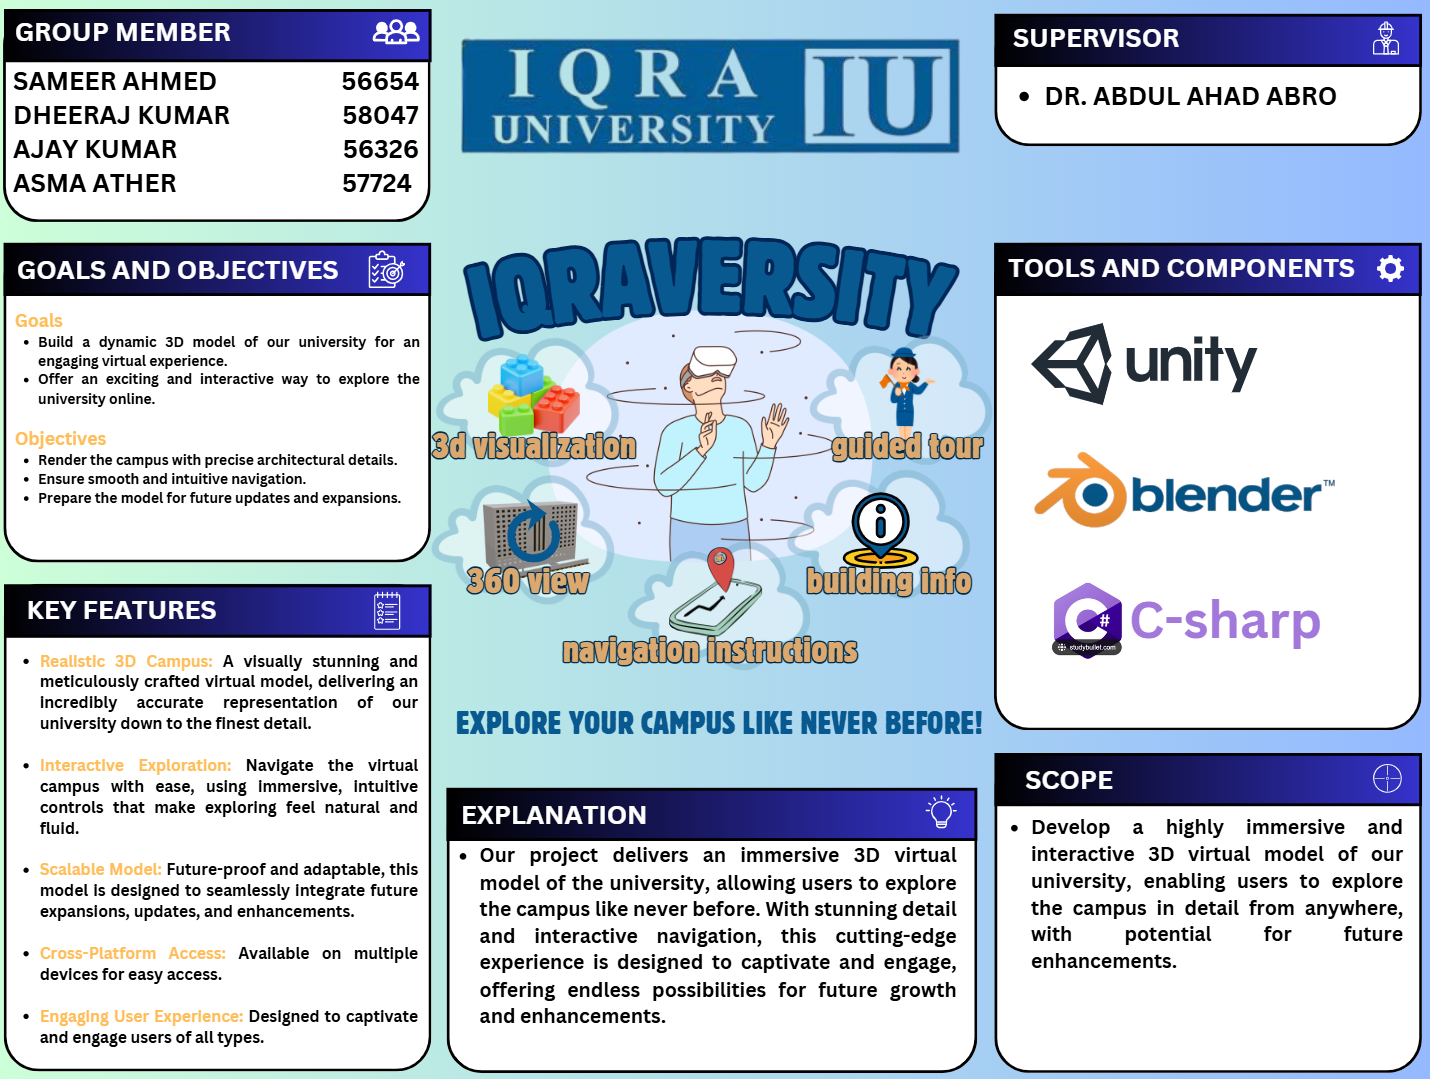 GROUP MEMBER
SAMEER AHMED 56654
DHEERAJ KUMAR 58047
AJAY KUMAR 56326
ASMA ATHER 57724
IQRA
UNIVERSITY
IU
SUPERVISOR
• DR. ABDUL AHAD ABRO
GOALS AND OBJECTIVES
Goals
• Build a dynamic 3D model of our university for an
engaging virtual experience.
• Offer an exciting and interactive way to explore the
university online.
Objectives
• Render the campus with precise architectural details.
• Ensure smooth and intuitive navigation.
• Prepare the model for future updates and expansions.
KEY FEATURES
• Realistic 3D Campus: A visually stunning and
meticulously crafted virtual model, delivering an
incredibly accurate representation of our
university down to the finest detail.
• Interactive Exploration: Navigate the virtual
campus with ease, using immersive, intuitive
controls that make exploring feel natural and
fluid.
• Scalable Model: Future-proof and adaptable, this
model is designed to seamlessly integrate future
expansions, updates, and enhancements.
• Cross-Platform Access: Available on multiple
devices for easy access.
• Engaging User Experience: Designed to captivate
and engage users of all types.
IQRAVERSITY
3d visualization
guided tour
360 view
building info
navigation instructions
EXPLORE YOUR CAMPUS LIKE NEVER BEFORE!
EXPLANATION
• Our project delivers an immersive 3D virtual
model of the university, allowing users to explore
the campus like never before. With stunning detail
and interactive navigation, this cutting-edge
experience is designed to captivate and engage,
offering endless possibilities for future growth
and enhancements.
TOOLS AND COMPONENTS
unity
blender™
C#
C-sharp
studybullet.com
SCOPE
• Develop a highly immersive and
interactive 3D virtual model of our
university, enabling users to explore
the campus in detail from anywhere,
with potential for future
enhancements.